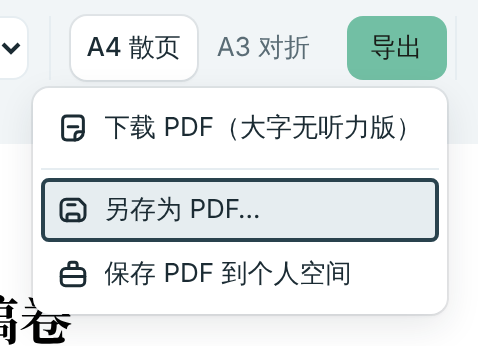 A4 散页 A3 对折 导出
下载 PDF（大字无听力版）
另存为 PDF...
保存 PDF 到个人空间
卷